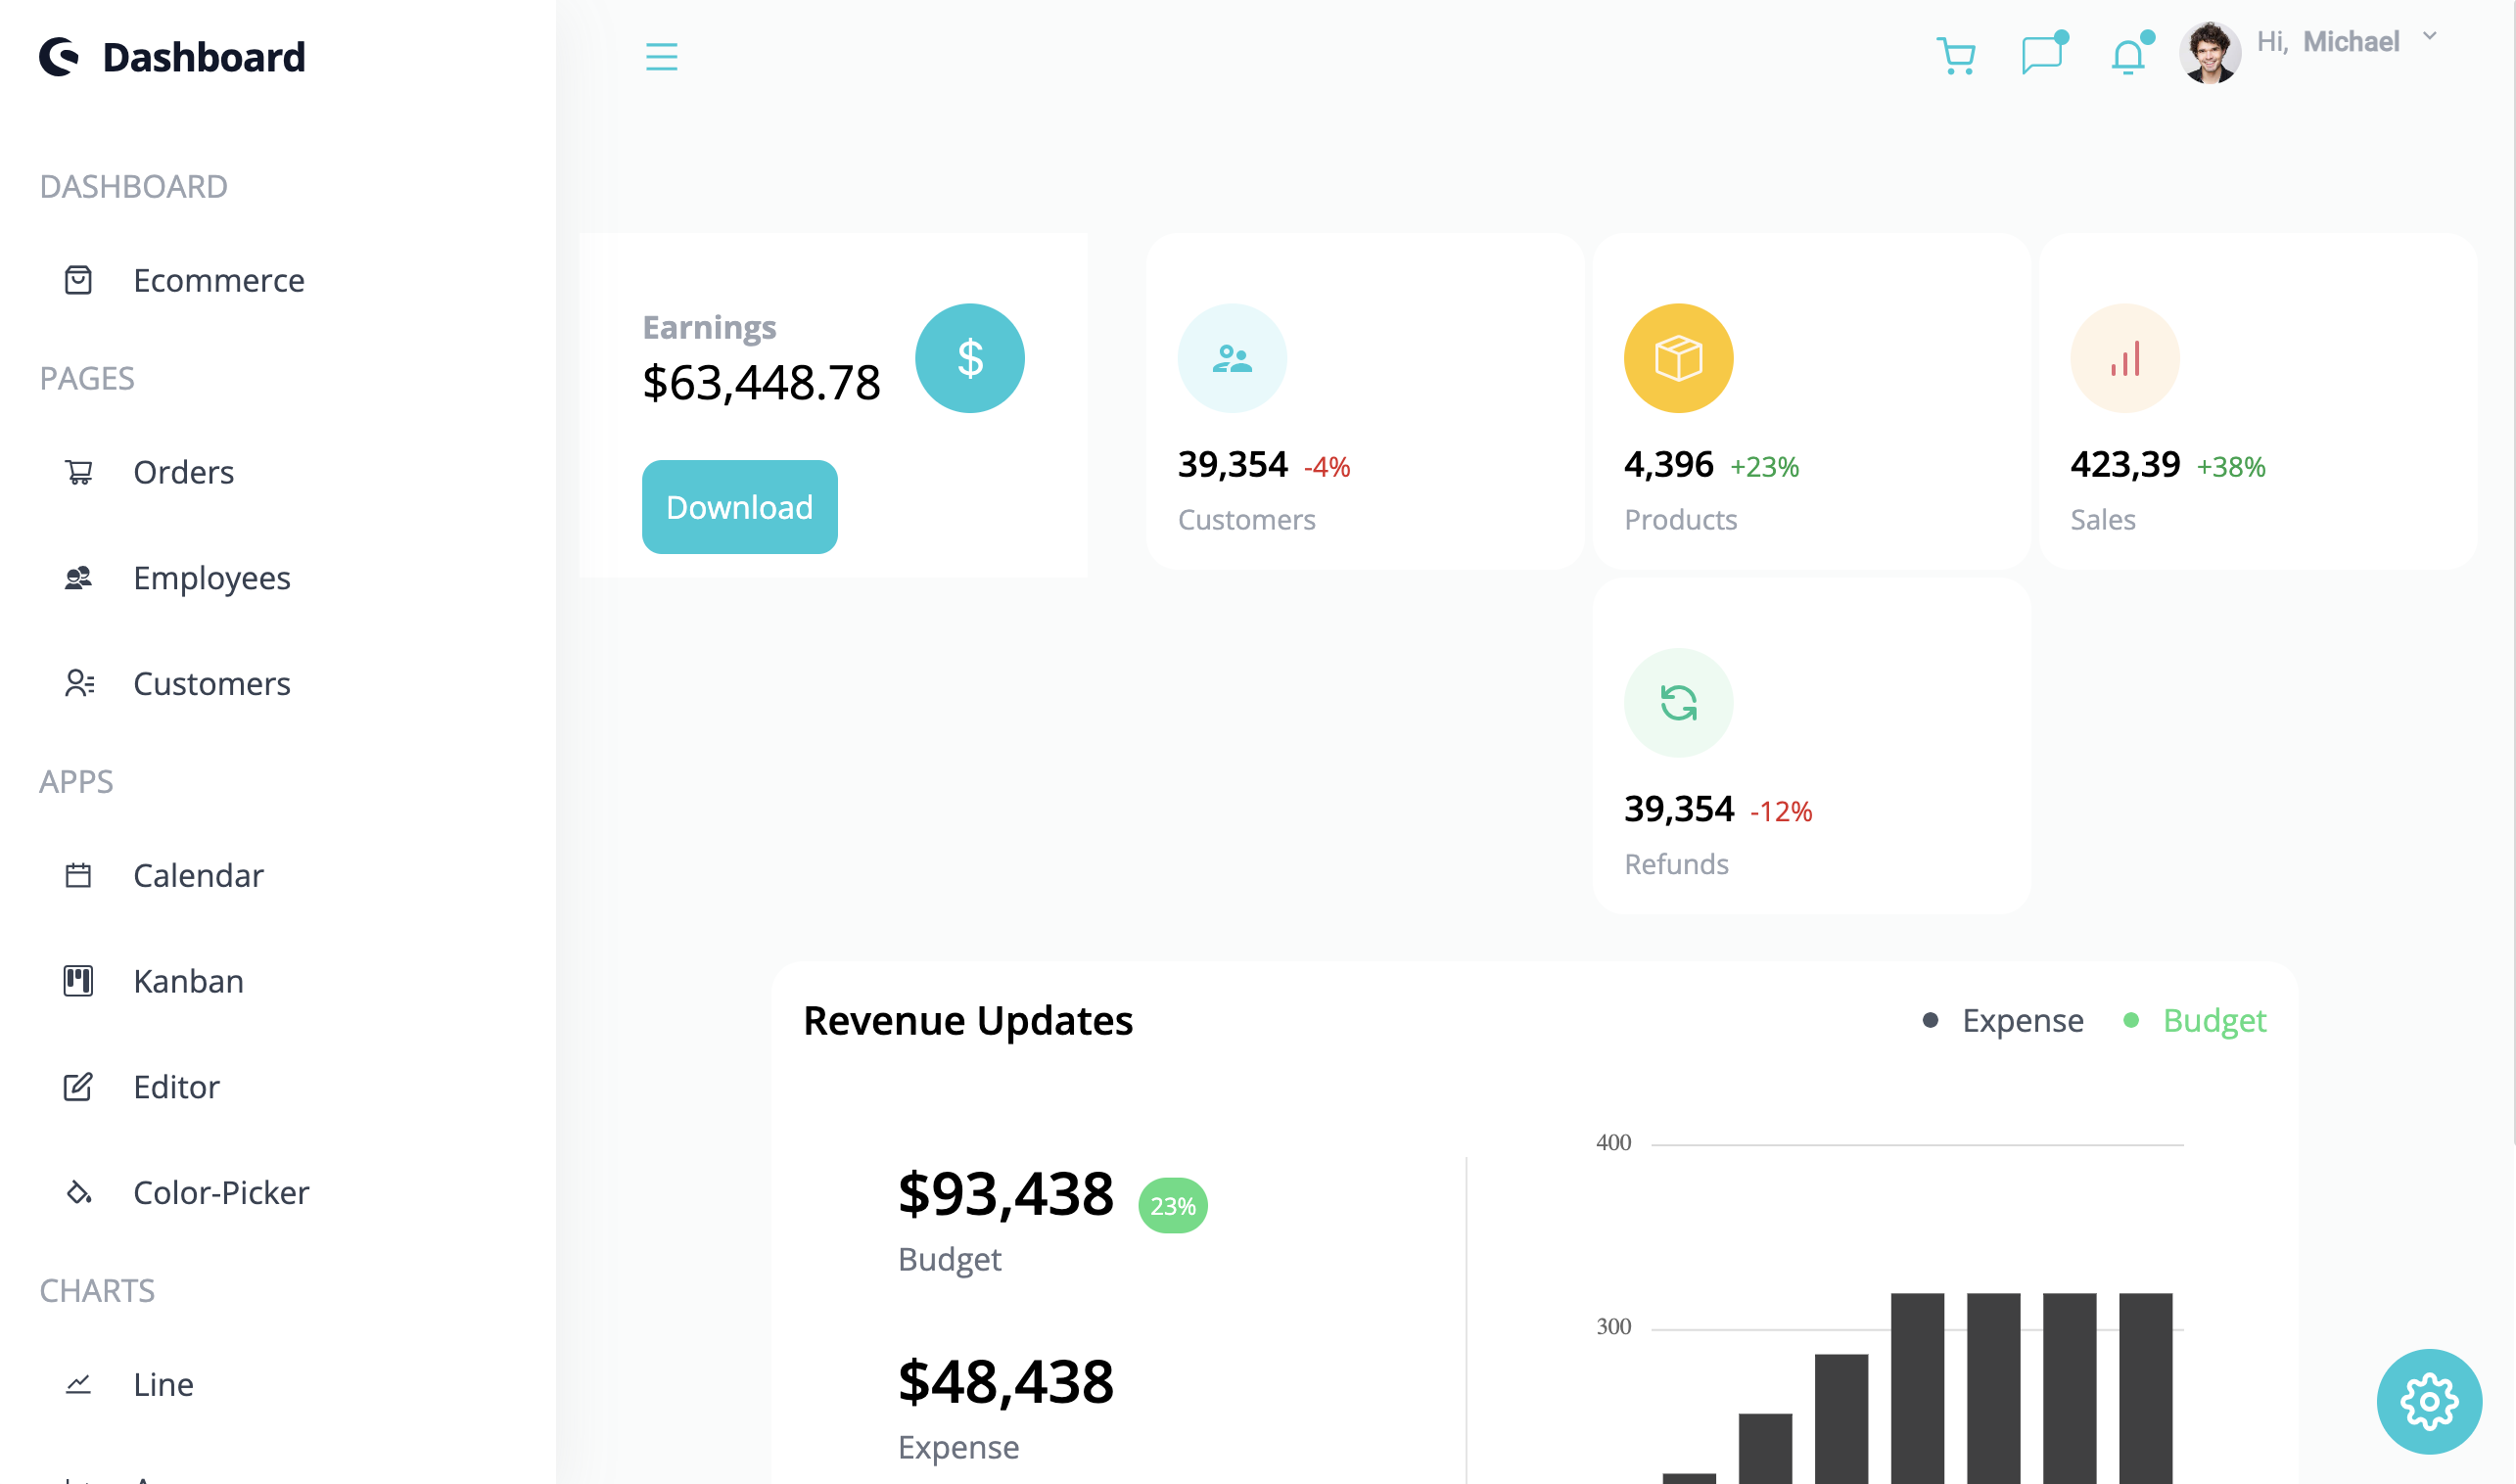 Dashboard
Hi, Michael
DASHBOARD
Ecommerce
PAGES
Orders
Employees
Customers
APPS
Calendar
Kanban
Editor
Color-Picker
CHARTS
Line
Earnings
$63,448.78
$
Download
39,354 -4%
Customers
4,396 +23%
Products
423,39 +38%
Sales
39,354 -12%
Refunds
Revenue Updates
Expense
Budget
$93,438 23%
Budget
$48,438
Expense
400
300